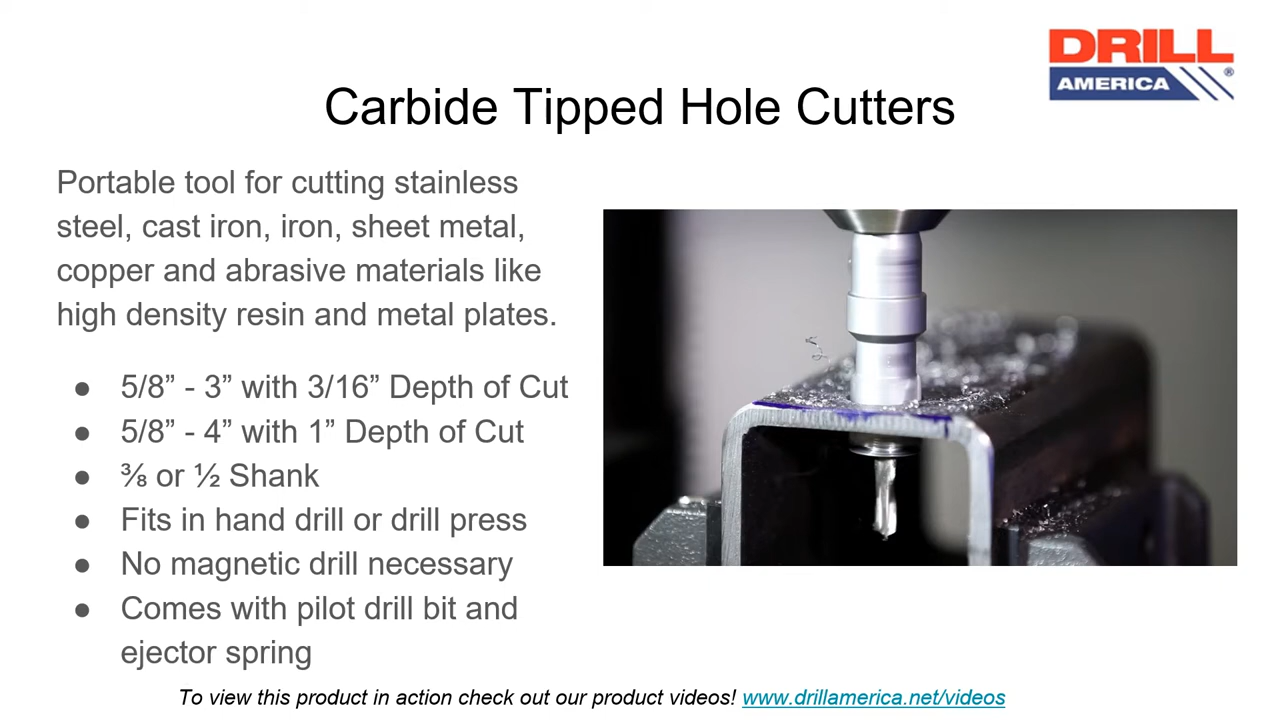 DRILL
AMERICA ®
Carbide Tipped Hole Cutters
Portable tool for cutting stainless
steel, cast iron, iron, sheet metal,
copper and abrasive materials like
high density resin and metal plates.
● 5/8” - 3” with 3/16” Depth of Cut
● 5/8” - 4” with 1” Depth of Cut
● ⅜ or ½ Shank
● Fits in hand drill or drill press
● No magnetic drill necessary
● Comes with pilot drill bit and
ejector spring
To view this product in action check out our product videos! www.drillamerica.net/videos